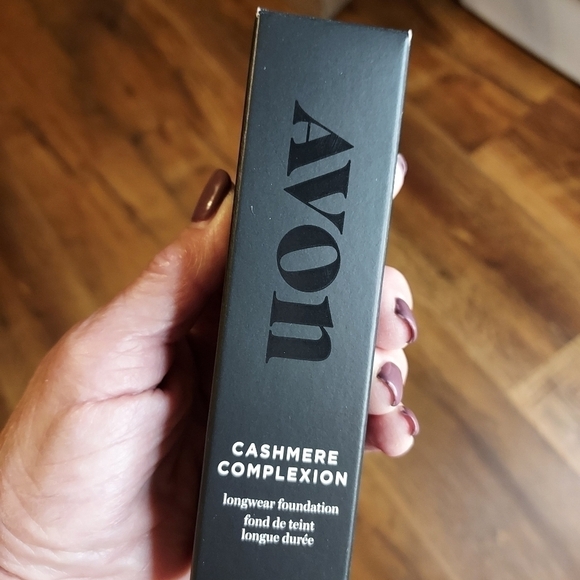 AVON
CASHMERE
COMPLEXION
longwear foundation
fond de teint
longue durée